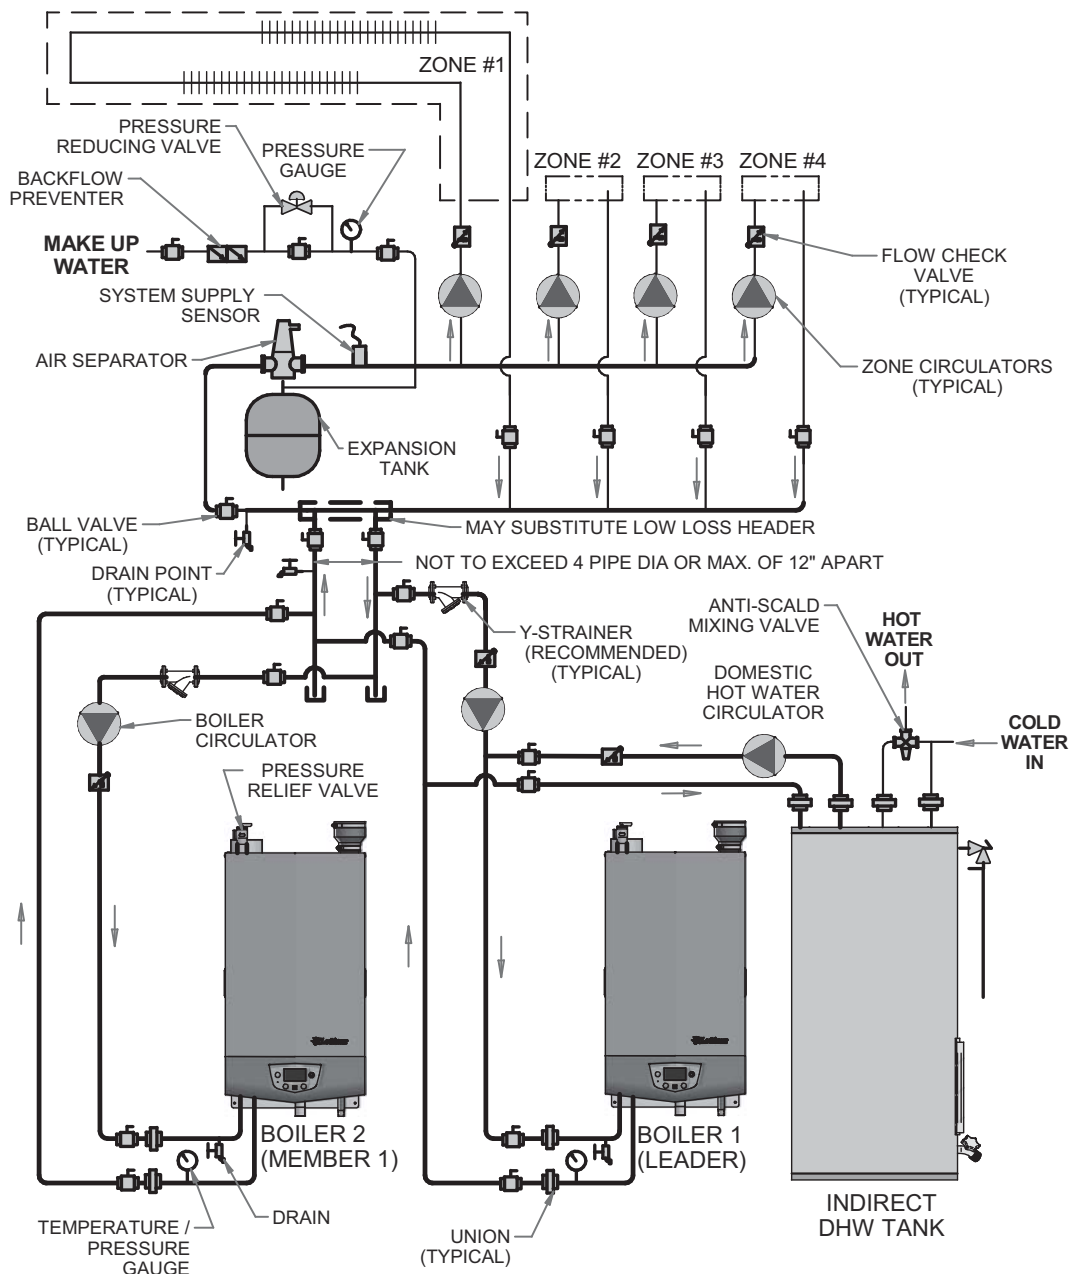 ZONE #1
PRESSURE
REDUCING VALVE
PRESSURE
GAUGE
ZONE #2
ZONE #3
ZONE #4
BACKFLOW
PREVENTER
MAKE UP
WATER
FLOW CHECK
VALVE
(TYPICAL)
SYSTEM SUPPLY
SENSOR
AIR SEPARATOR
ZONE CIRCULATORS
(TYPICAL)
EXPANSION
TANK
BALL VALVE
(TYPICAL)
MAY SUBSTITUTE LOW LOSS HEADER
DRAIN POINT
(TYPICAL)
NOT TO EXCEED 4 PIPE DIA OR MAX. OF 12" APART
Y-STRAINER
(RECOMMENDED)
(TYPICAL)
ANTI-SCALD
MIXING VALVE
HOT
WATER
OUT
DOMESTIC
HOT WATER
CIRCULATOR
COLD
WATER
IN
BOILER
CIRCULATOR
PRESSURE
RELIEF VALVE
BOILER 2
(MEMBER 1)
BOILER 1
(LEADER)
INDIRECT
DHW TANK
TEMPERATURE /
PRESSURE
GAUGE
DRAIN
UNION
(TYPICAL)